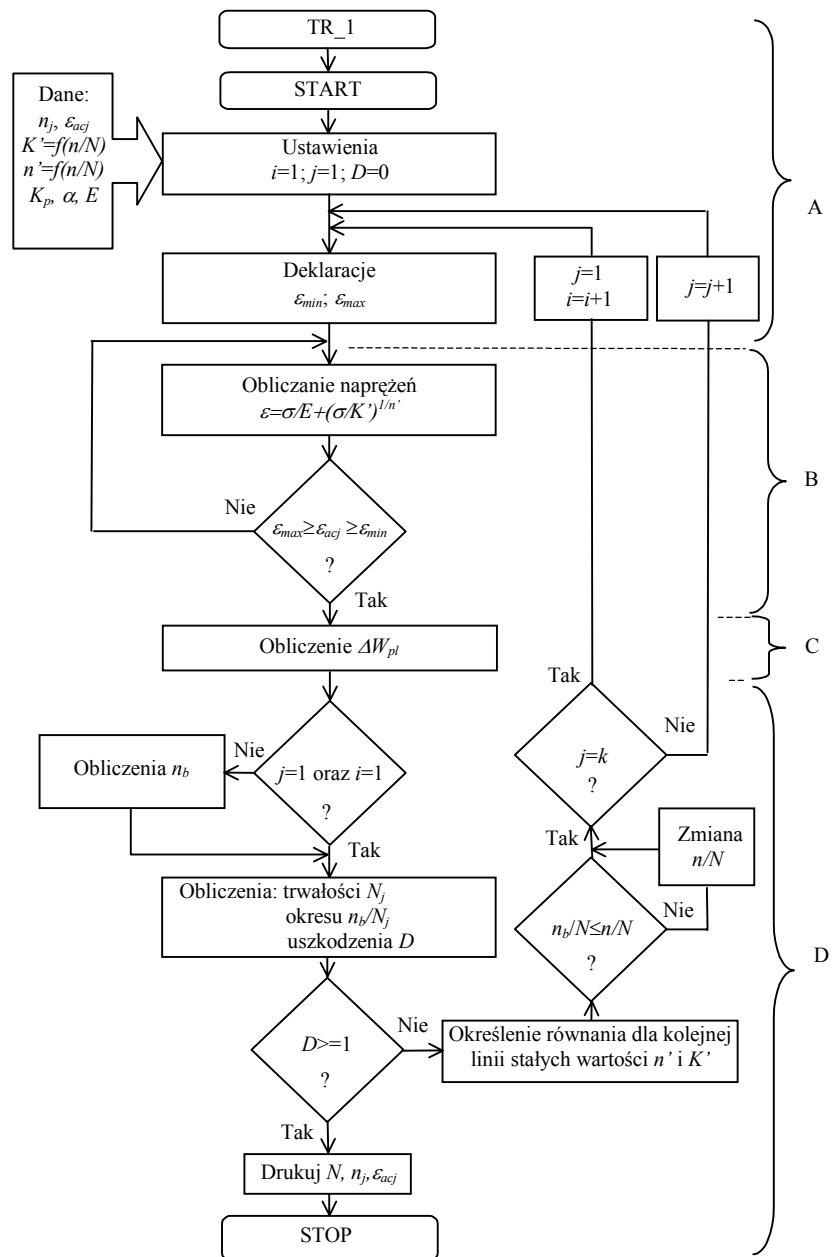 TR_1
START
Dane:
n_j, ε_acj
K'=f(n/N)
n'=f(n/N)
K_p, α, E
Ustawienia
i=1; j=1; D=0
A
Deklaracje
ε_min; ε_max
j=1
i=i+1
j=j+1
Obliczanie naprężeń
ε=σ/E+(σ/K')^1/n'
B
Nie
ε_max≥ε_acj ≥ε_min
?
Tak
Obliczenie ΔW_pl
C
Tak
Nie
j=k
?
Nie
Obliczenia n_b
j=1 oraz i=1
?
Tak
Tak
Zmiana
n/N
Obliczenia: trwałości N_j
okresu n_b/N_j
uszkodzenia D
n_b/N≤n/N
?
Nie
D
D>=1
?
Nie
Określenie równania dla kolejnej
linii stałych wartości n' i K'
Tak
Drukuj N, n_j,ε_acj
STOP